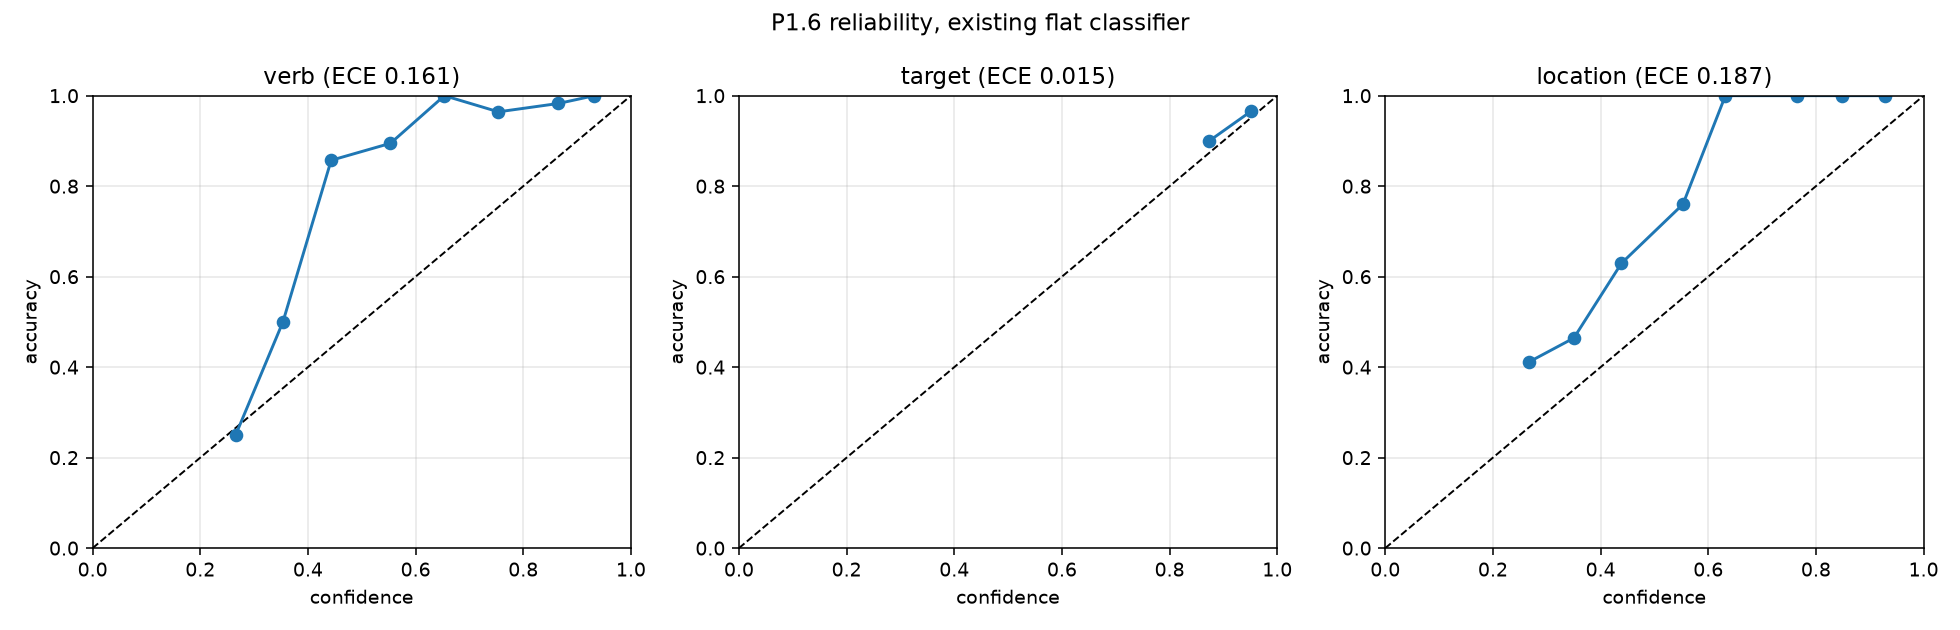 P1.6 reliability, existing flat classifier
verb (ECE 0.161)
1.0
0.8
0.6
0.4
0.2
0.0
accuracy
0.0 0.2 0.4 0.6 0.8 1.0
confidence
target (ECE 0.015)
1.0
0.8
0.6
0.4
0.2
0.0
accuracy
0.0 0.2 0.4 0.6 0.8 1.0
confidence
location (ECE 0.187)
1.0
0.8
0.6
0.4
0.2
0.0
accuracy
0.0 0.2 0.4 0.6 0.8 1.0
confidence